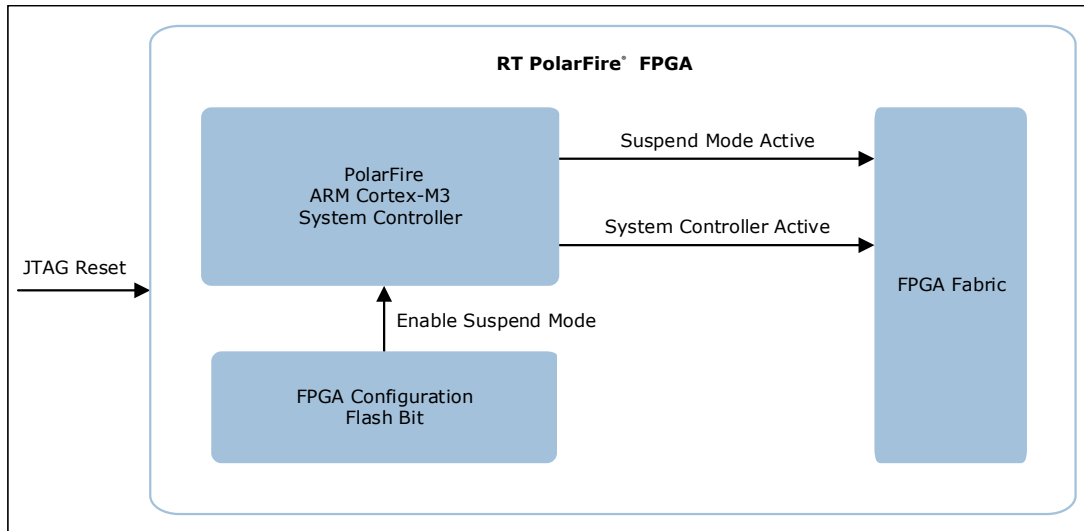 RT PolarFire® FPGA
PolarFire
ARM Cortex-M3
System Controller
Suspend Mode Active
System Controller Active
JTAG Reset
FPGA Fabric
Enable Suspend Mode
FPGA Configuration
Flash Bit